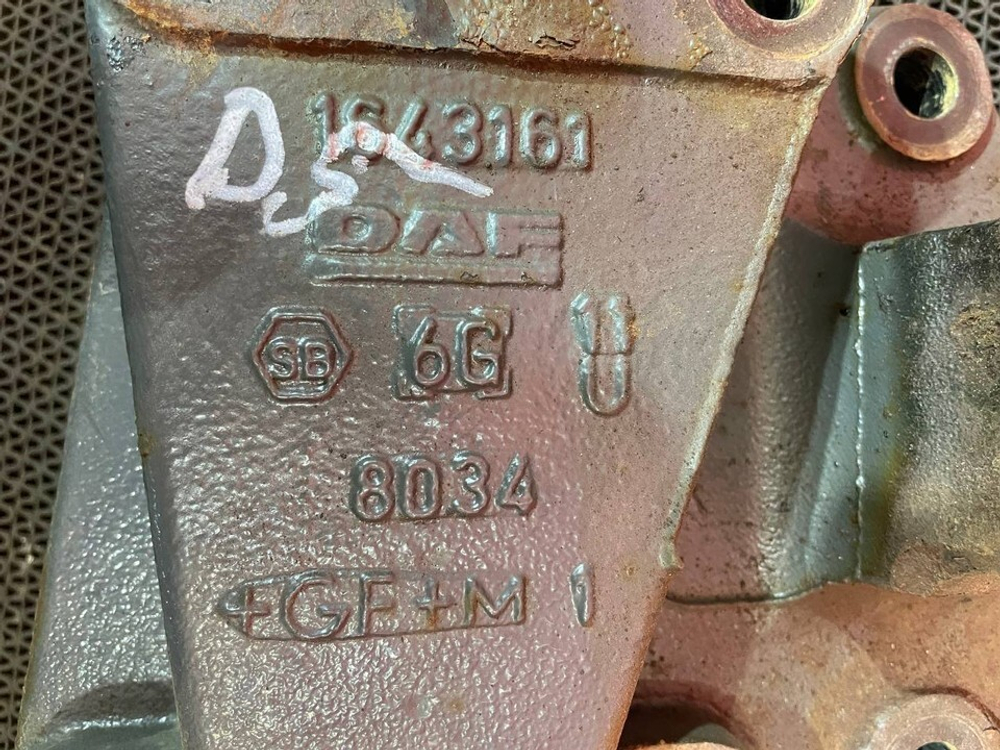 1643161
DAF
SB 6G
8034
+GF+M 1